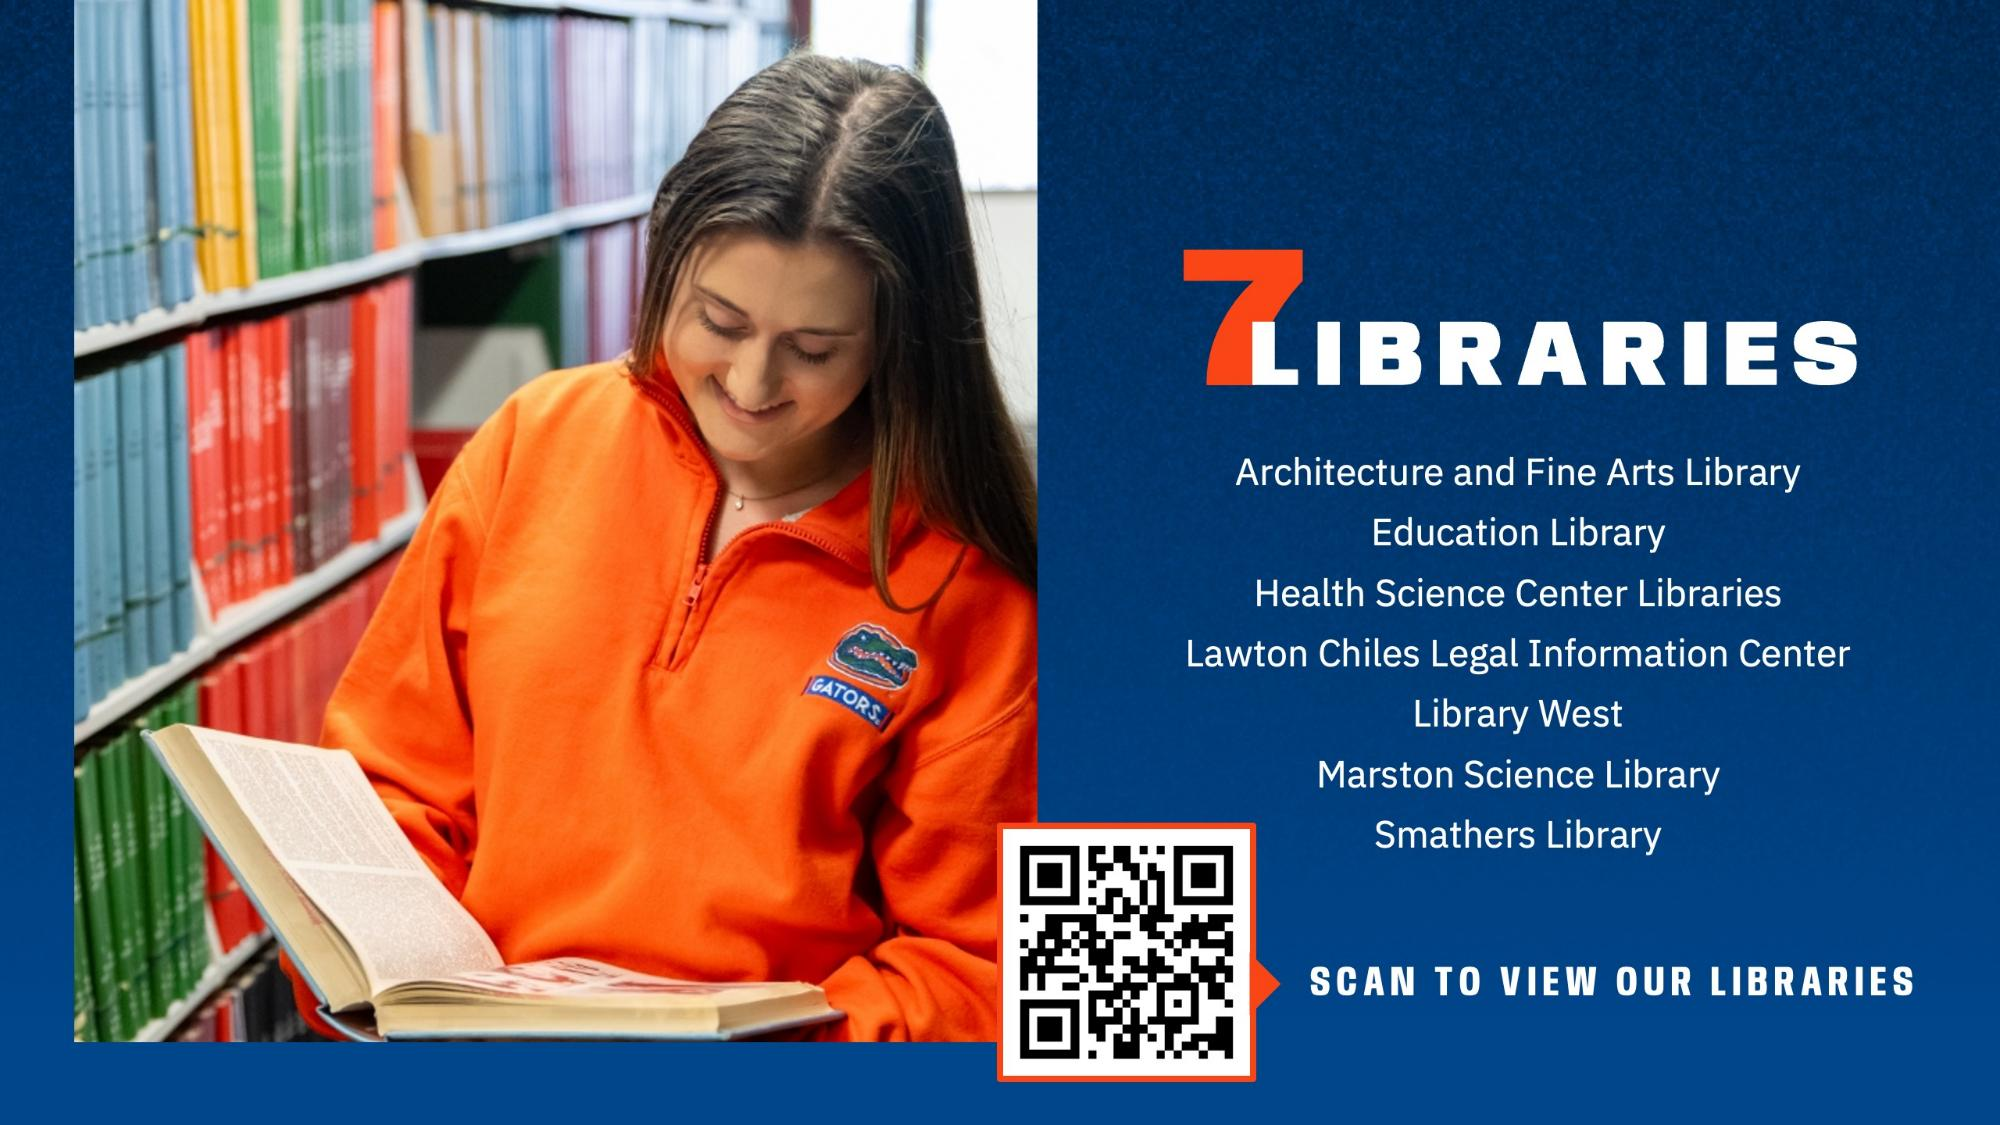 7 LIBRARIES
Architecture and Fine Arts Library
Education Library
Health Science Center Libraries
Lawton Chiles Legal Information Center
Library West
Marston Science Library
Smathers Library
SCAN TO VIEW OUR LIBRARIES
GATORS